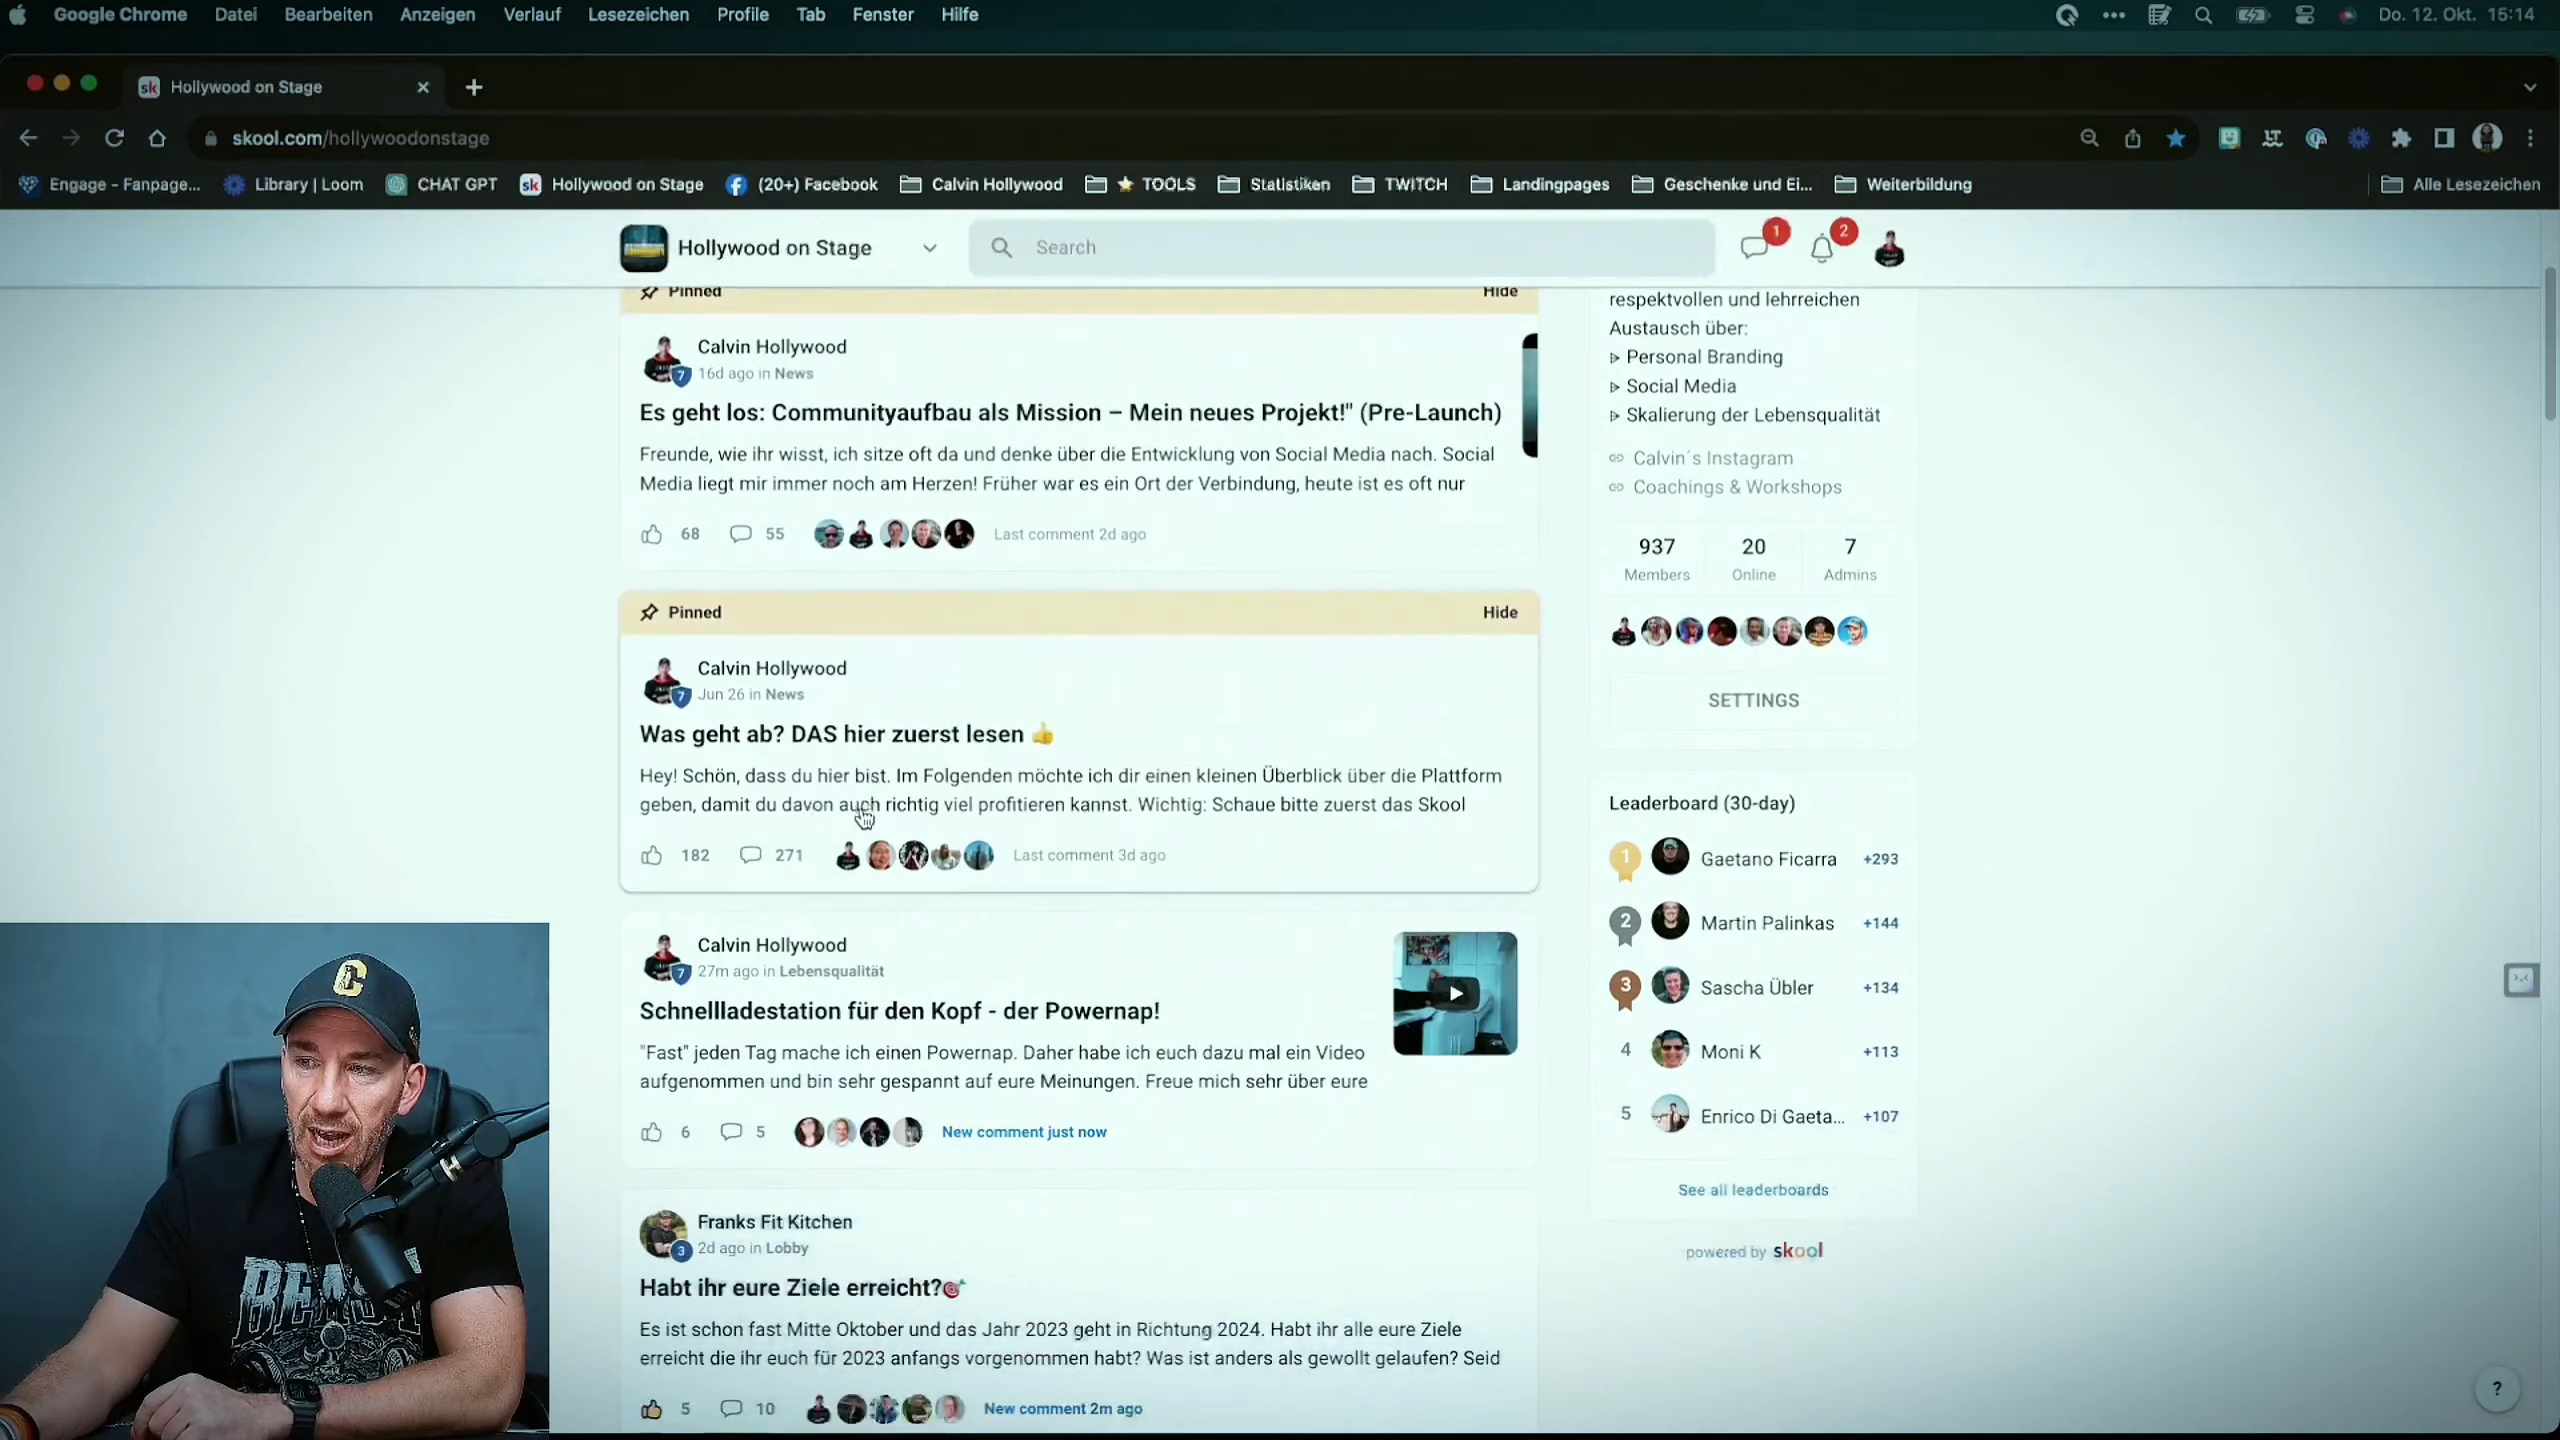 Google Chrome Datei Bearbeiten Anzeigen Verlauf Lesezeichen Profile Tab Fenster Hilfe Do. 12. Okt. 15:14
sk Hollywood on Stage
skool.com/hollywoodonstage
Engage - Fanpage... Library | Loom CHAT GPT sk Hollywood on Stage (20+) Facebook Calvin Hollywood TOOLS Statistiken TWITCH Landingpages Geschenke und Ei... Weiterbildung Alle Lesezeichen
Hollywood on Stage Search 1 2
Pinned Hide
Calvin Hollywood
7 16d ago in News
Es geht los: Communityaufbau als Mission – Mein neues Projekt!" (Pre-Launch)
Freunde, wie ihr wisst, ich sitze oft da und denke über die Entwicklung von Social Media nach. Social
Media liegt mir immer noch am Herzen! Früher war es ein Ort der Verbindung, heute ist es oft nur
68 55 Last comment 2d ago
Pinned Hide
Calvin Hollywood
7 Jun 26 in News
Was geht ab? DAS hier zuerst lesen 👍
Hey! Schön, dass du hier bist. Im Folgenden möchte ich dir einen kleinen Überblick über die Plattform
geben, damit du davon auch richtig viel profitieren kannst. Wichtig: Schaue bitte zuerst das Skool
182 271 Last comment 3d ago
Calvin Hollywood
7 27m ago in Lebensqualität
Schnellladestation für den Kopf - der Powernap!
"Fast" jeden Tag mache ich einen Powernap. Daher habe ich euch dazu mal ein Video
aufgenommen und bin sehr gespannt auf eure Meinungen. Freue mich sehr über eure
6 5 New comment just now
Franks Fit Kitchen
3 2d ago in Lobby
Habt ihr eure Ziele erreicht?🎯
Es ist schon fast Mitte Oktober und das Jahr 2023 geht in Richtung 2024. Habt ihr alle eure Ziele
erreicht die ihr euch für 2023 anfangs vorgenommen habt? Was ist anders als gewollt gelaufen? Seid
5 10 New comment 2m ago
respektvollen und lehrreichen
Austausch über:
▹ Personal Branding
▹ Social Media
▹ Skalierung der Lebensqualität
Calvin´s Instagram
Coachings & Workshops
937 20 7
Members Online Admins
SETTINGS
Leaderboard (30-day)
1 Gaetano Ficarra +293
2 Martin Palinkas +144
3 Sascha Übler +134
4 Moni K +113
5 Enrico Di Gaeta... +107
See all leaderboards
powered by skool
?
C
BEAST